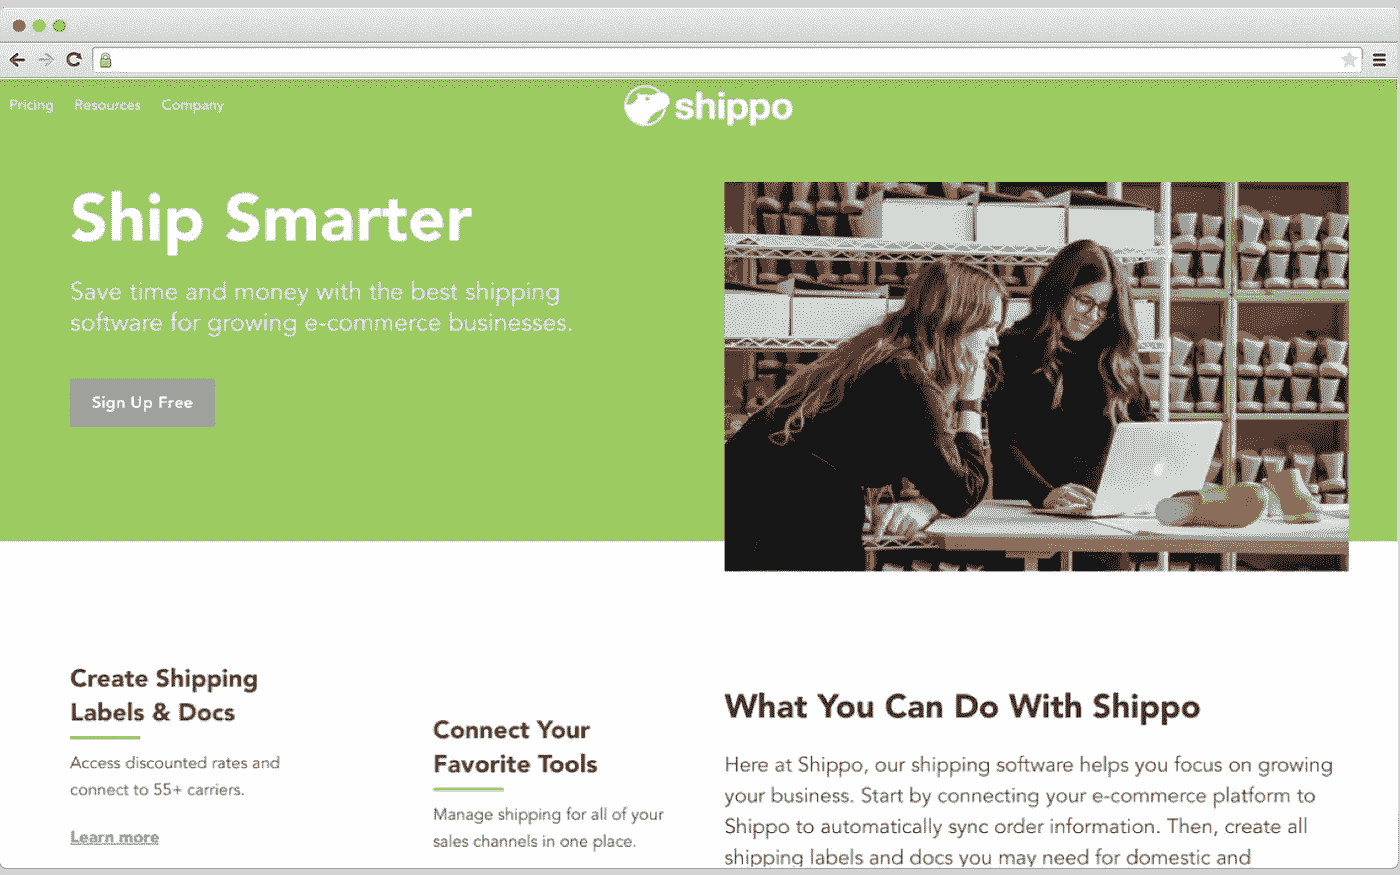 Pricing Resources Company
shippo
Ship Smarter
Save time and money with the best shipping
software for growing e-commerce businesses.
Sign Up Free
Create Shipping
Labels & Docs
Access discounted rates and
connect to 55+ carriers.
Learn more
Connect Your
Favorite Tools
Manage shipping for all of your
sales channels in one place.
What You Can Do With Shippo
Here at Shippo, our shipping software helps you focus on growing
your business. Start by connecting your e-commerce platform to
Shippo to automatically sync order information. Then, create all
shipping labels and docs you may need for domestic and